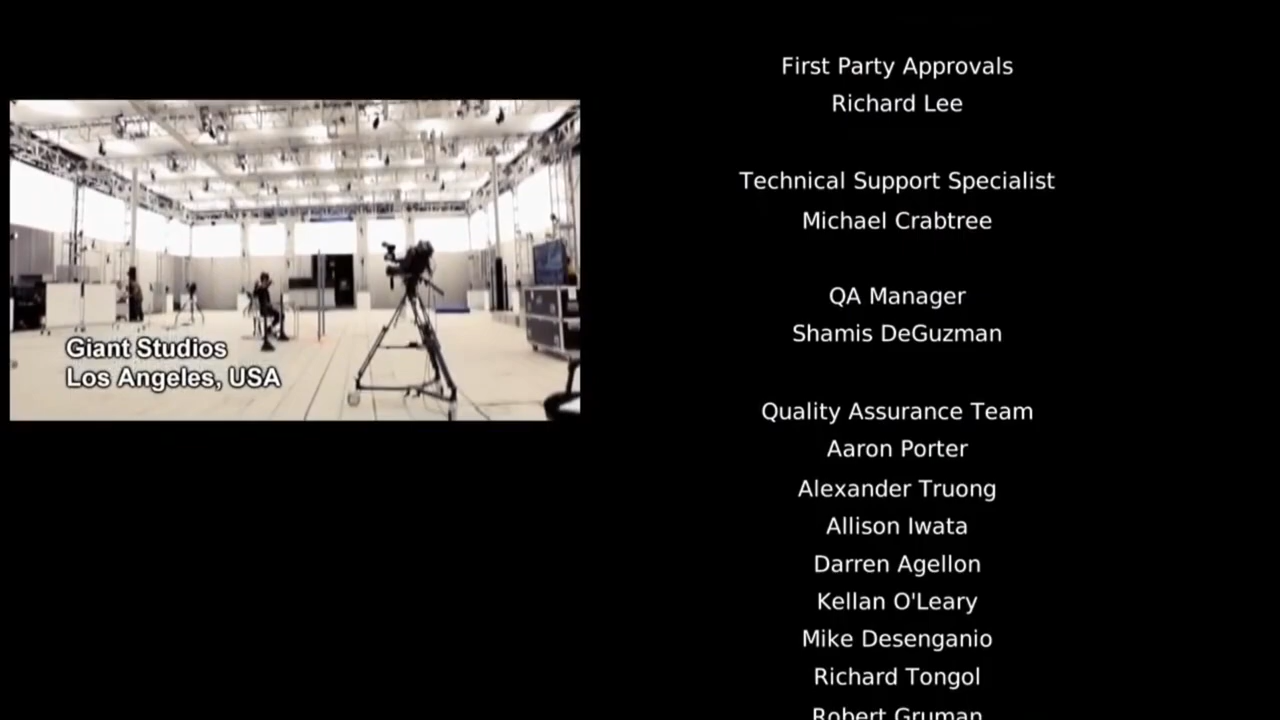 Giant Studios
Los Angeles, USA
First Party Approvals
Richard Lee
Technical Support Specialist
Michael Crabtree
QA Manager
Shamis DeGuzman
Quality Assurance Team
Aaron Porter
Alexander Truong
Allison Iwata
Darren Agellon
Kellan O'Leary
Mike Desenganio
Richard Tongol
Robert Gruman